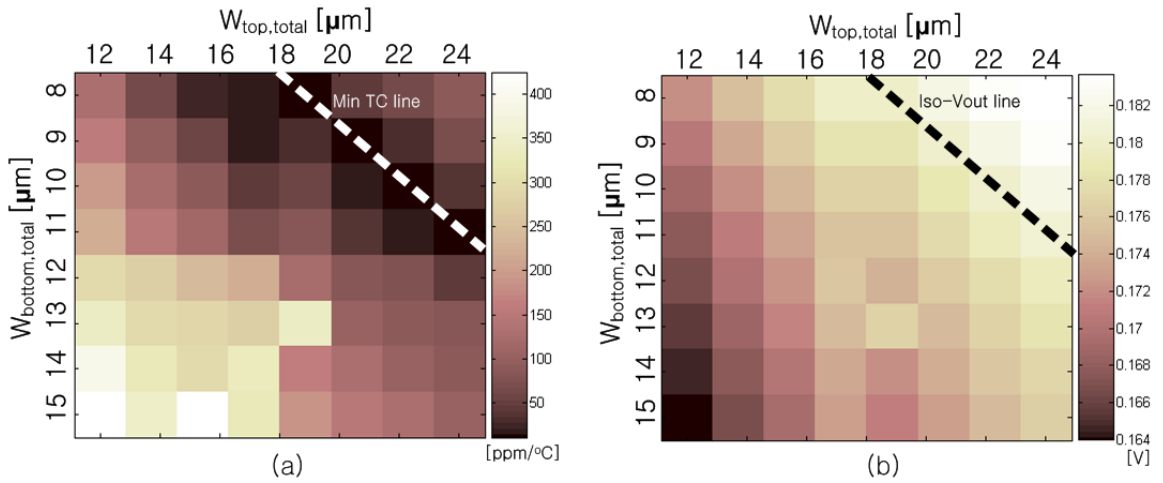 W_top,total [μm]
12 14 16 18 20 22 24
W_bottom,total [μm]
8
9
10
11
12
13
14
15
Min TC line
400
350
300
250
200
150
100
50
[ppm/°C]
(a)
W_top,total [μm]
12 14 16 18 20 22 24
W_bottom,total [μm]
8
9
10
11
12
13
14
15
Iso-Vout line
0.182
0.18
0.178
0.176
0.174
0.172
0.17
0.168
0.166
0.164
[V]
(b)